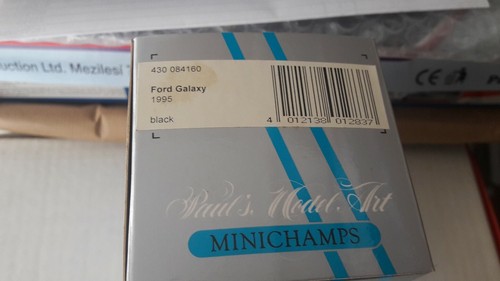 uction Ltd. Mezilesi
CE
430 084160
Ford Galaxy
1995
black
4 012138 012837
Paul's Model Art
MINICHAMPS